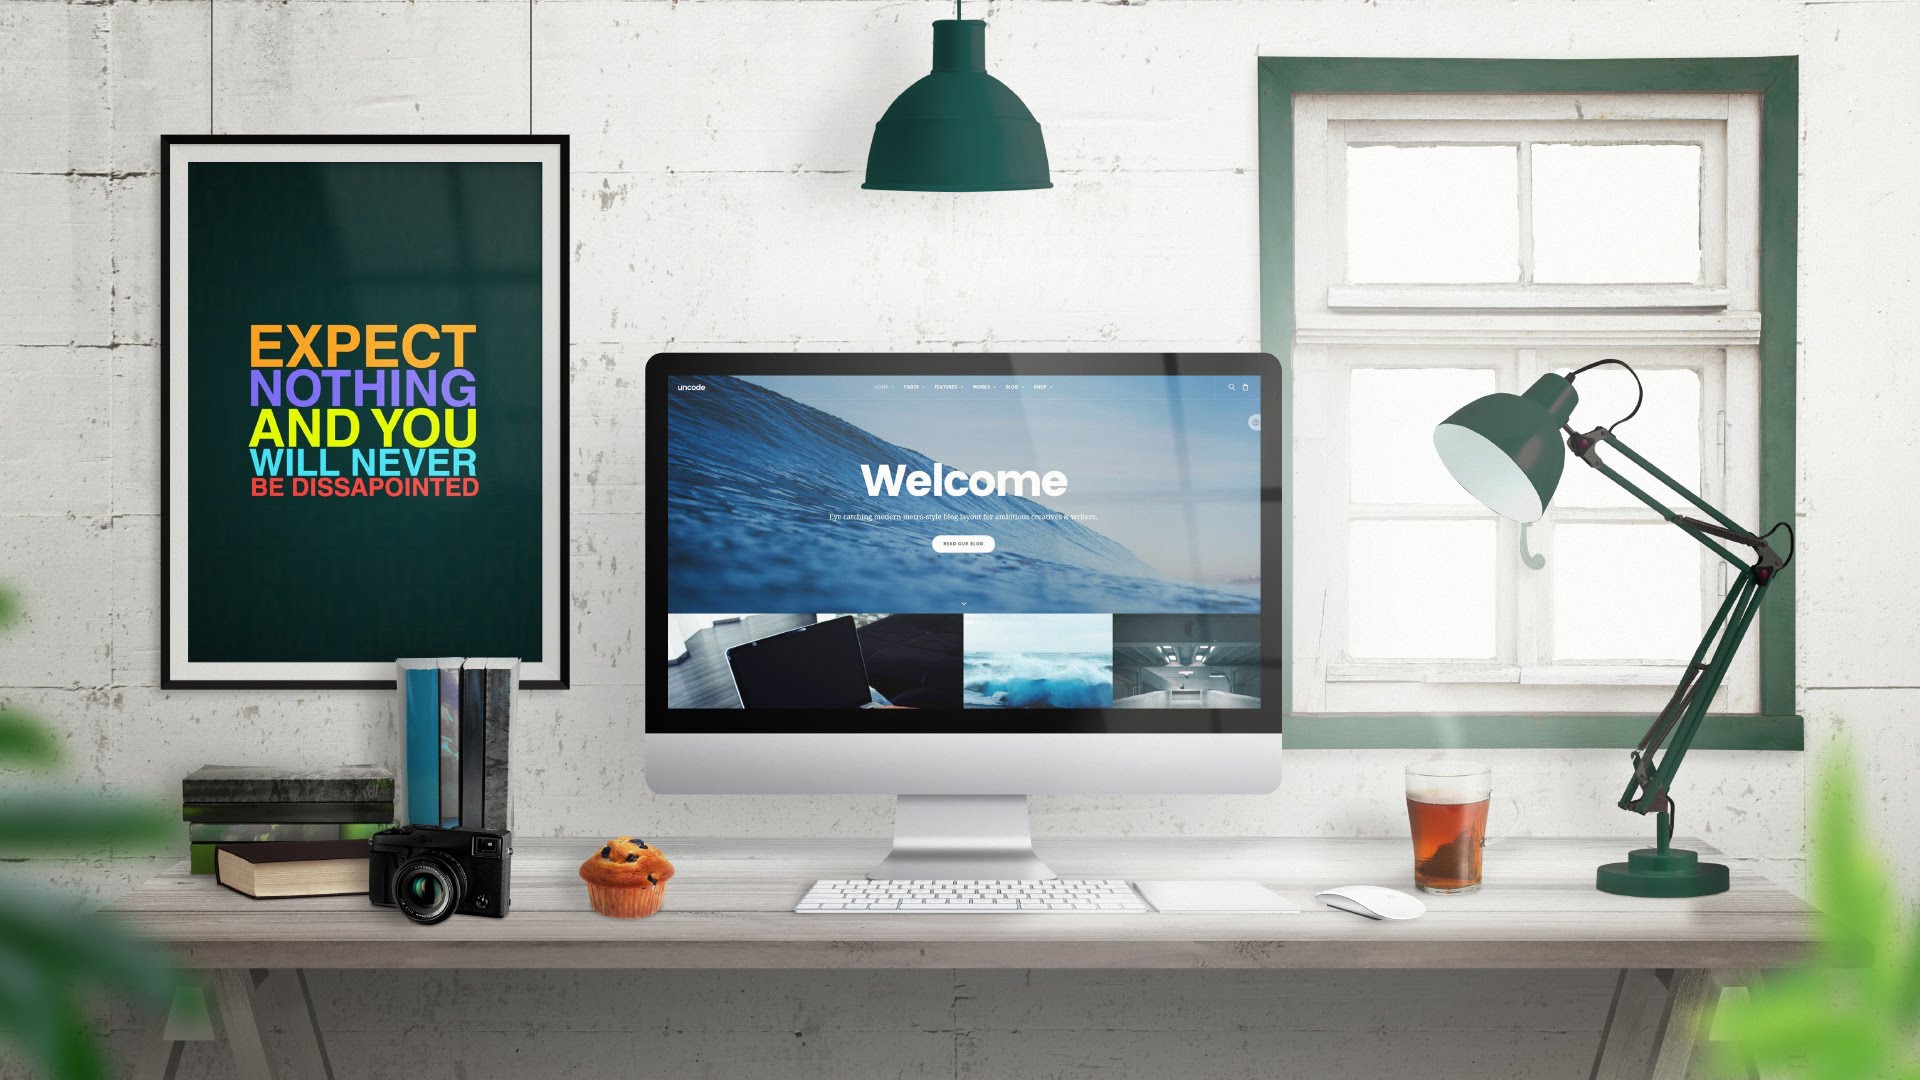 EXPECT
NOTHING
AND YOU
WILL NEVER
BE DISSAPOINTED
uncode
HOME PAGES FEATURES WORKS BLOG SHOP
Welcome
Eye catching modern metro-style blog layout for ambitious creatives & writers.
READ OUR BLOG